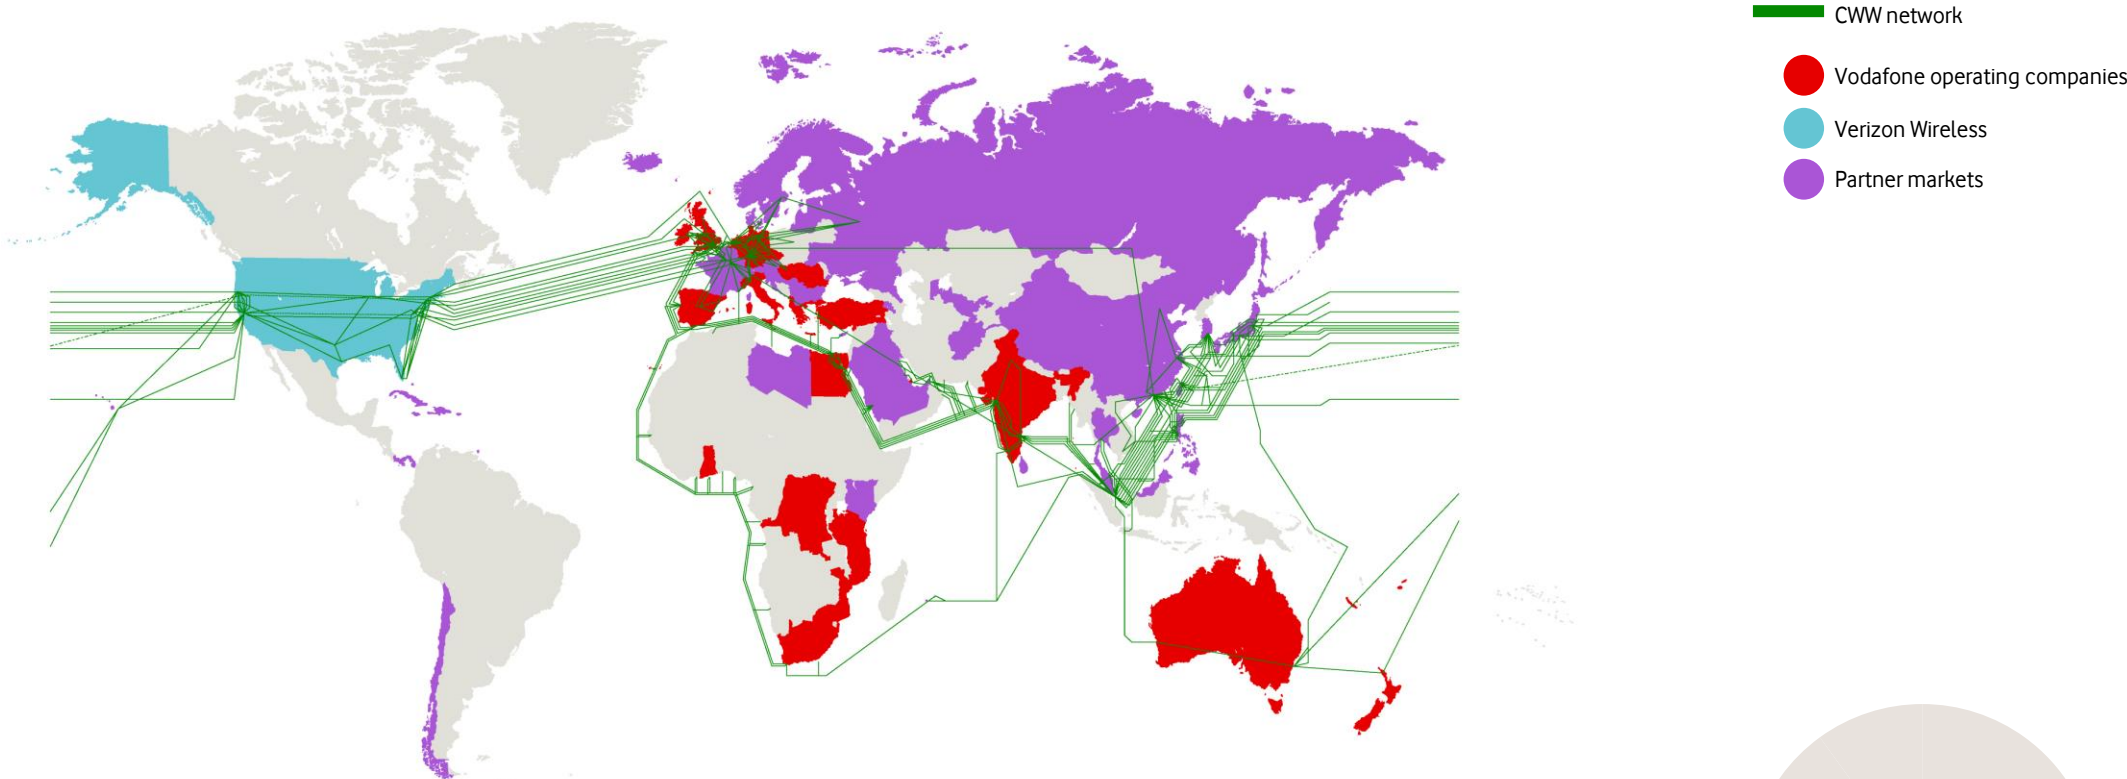 CWW network
Vodafone operating companies
Verizon Wireless
Partner markets